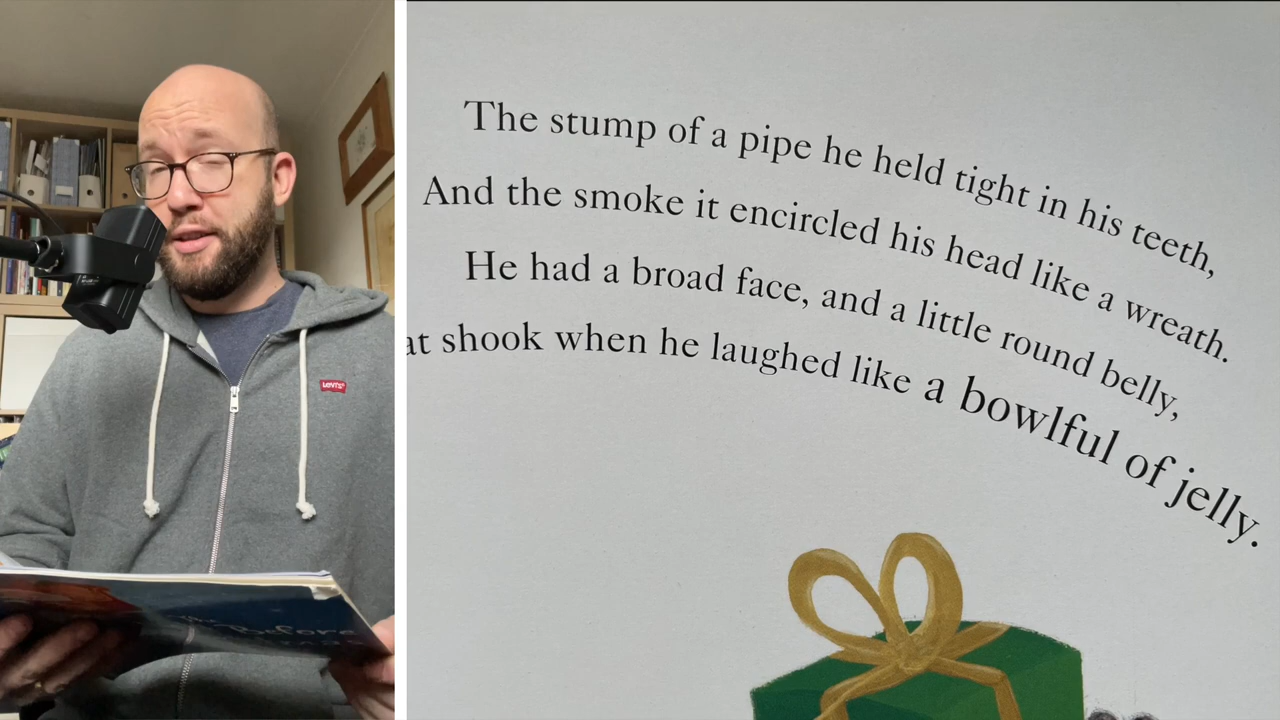 The stump of a pipe he held tight in his teeth,
And the smoke it encircled his head like a wreath.
He had a broad face, and a little round belly,
at shook when he laughed like a bowlful of jelly.
Levi's
Before